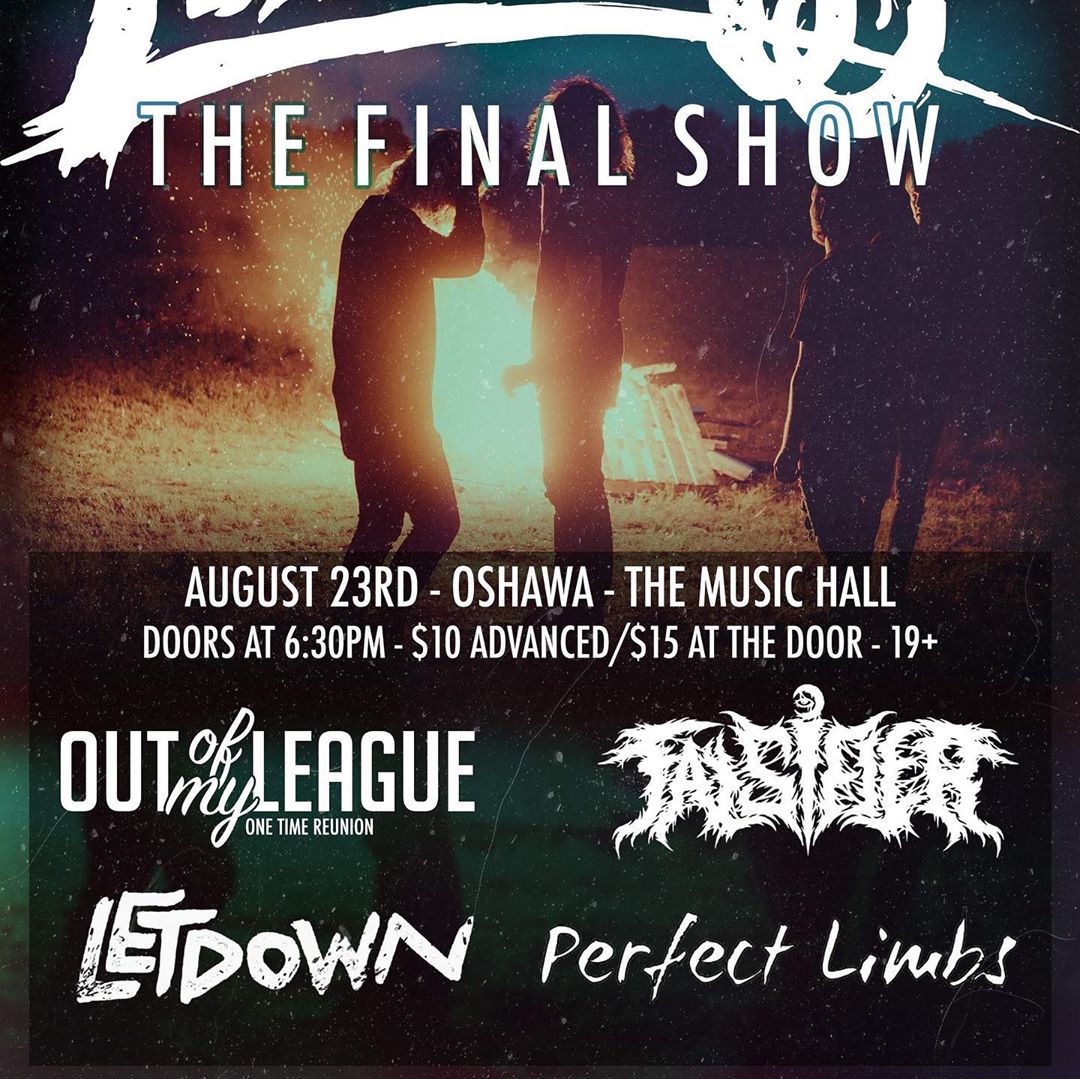 THE FINAL SHOW
AUGUST 23RD - OSHAWA - THE MUSIC HALL
DOORS AT 6:30PM - $10 ADVANCED/$15 AT THE DOOR - 19+
OUT of my LEAGUE
ONE TIME REUNION
FALSIFIER
LETDOWN
Perfect Limbs